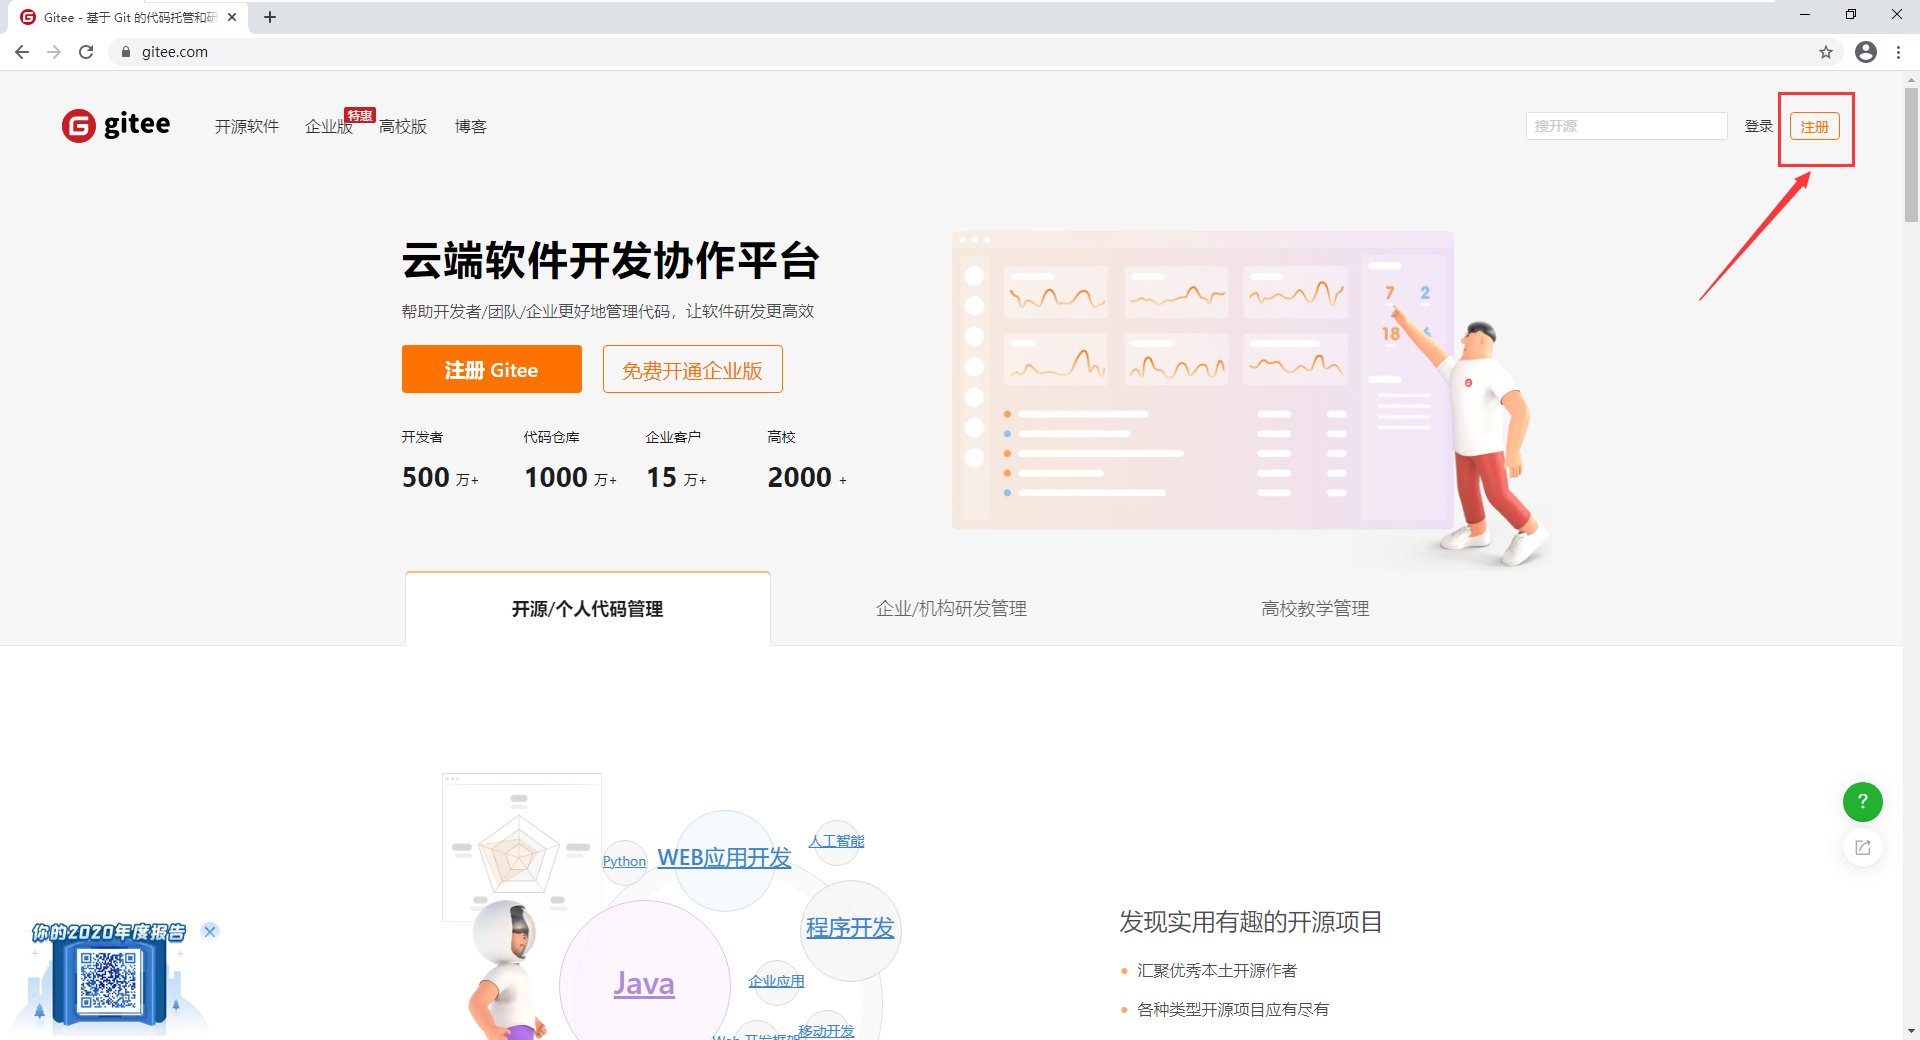 Gitee - 基于 Git 的代码托管和研
gitee.com
gitee
开源软件
企业版
特惠
高校版
博客
搜开源
登录
注册
云端软件开发协作平台
帮助开发者/团队/企业更好地管理代码，让软件研发更高效
注册 Gitee
免费开通企业版
开发者
代码仓库
企业客户
高校
500 万+
1000 万+
15 万+
2000 +
7
2
18
开源/个人代码管理
企业/机构研发管理
高校教学管理
Python
WEB应用开发
人工智能
程序开发
Java
企业应用
移动开发
Web 开发框架
发现实用有趣的开源项目
汇聚优秀本土开源作者
各种类型开源项目应有尽有
你的2020年度报告
?